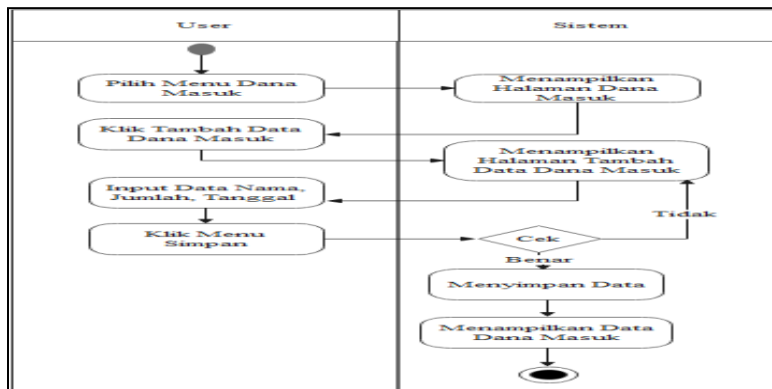 User
Sistem
Pilih Menu Dana
Masuk
Menampilkan
Halaman Dana
Masuk
Klik Tambah Data
Dana Masuk
Menampilkan
Halaman Tambah
Data Dana Masuk
Input Data Nama,
Jumlah, Tanggal
Tidak
Klik Menu
Simpan
Cek
Benar
Menyimpan Data
Menampilkan Data
Dana Masuk